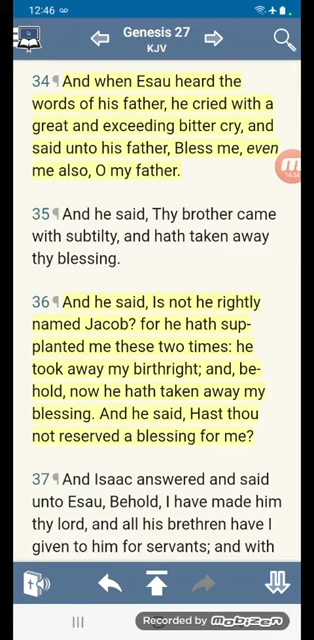 12:46
Genesis 27
KJV
34 ¶ And when Esau heard the
words of his father, he cried with a
great and exceeding bitter cry, and
said unto his father, Bless me, even
me also, O my father.
35 ¶ And he said, Thy brother came
with subtilty, and hath taken away
thy blessing.
36 ¶ And he said, Is not he rightly
named Jacob? for he hath sup-
planted me these two times: he
took away my birthright; and, be-
hold, now he hath taken away my
blessing. And he said, Hast thou
not reserved a blessing for me?
37 ¶ And Isaac answered and said
unto Esau, Behold, I have made him
thy lord, and all his brethren have I
given to him for servants; and with
Recorded by mobizen